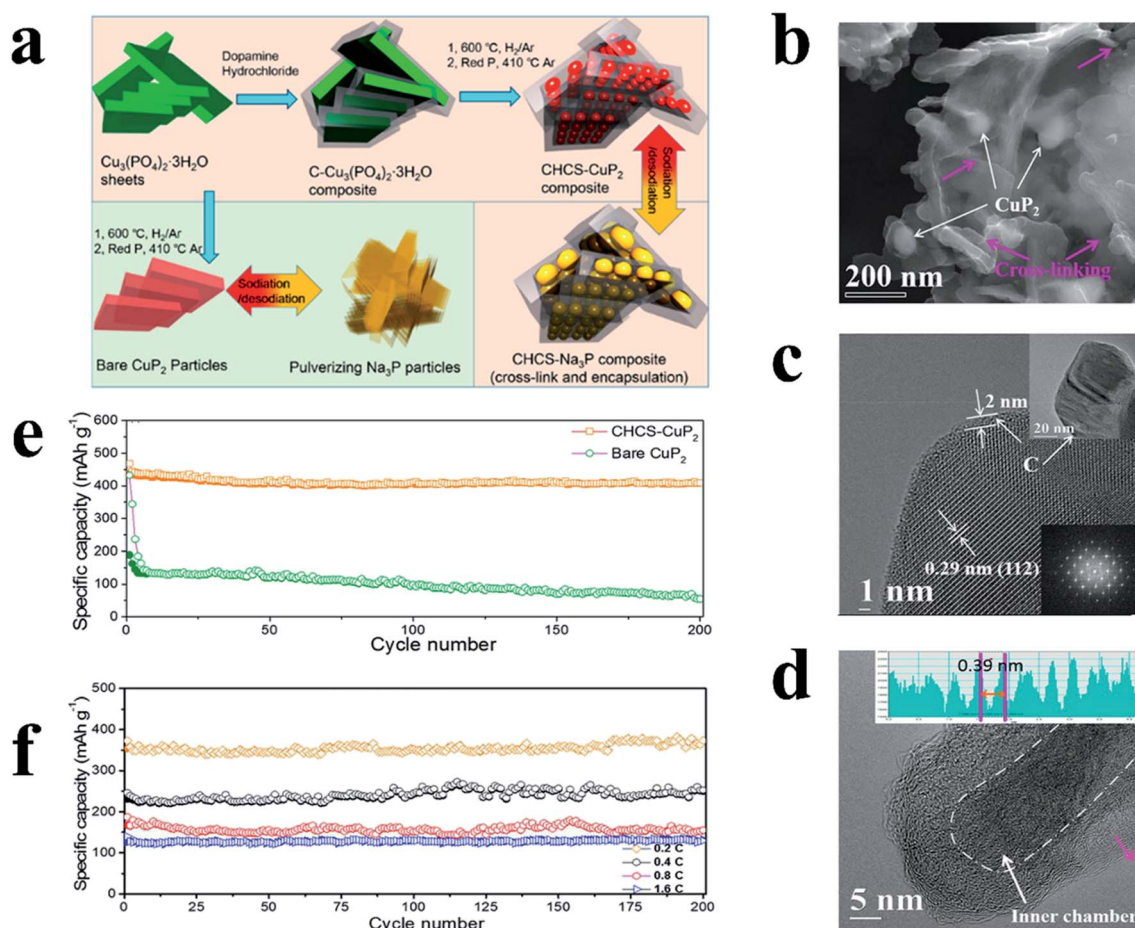 a
Dopamine
Hydrochloride
1, 600 °C, H₂/Ar
2, Red P, 410 °C Ar
Cu₃(PO₄)₂·3H₂O
sheets
C-Cu₃(PO₄)₂·3H₂O
composite
CHCS-CuP₂
composite
Sodiation
/desodiation
1, 600 °C, H₂/Ar
2, Red P, 410 °C Ar
Sodiation
/desodiation
Bare CuP₂ Particles
Pulverizing Na₃P particles
CHCS-Na₃P composite
(cross-link and encapsulation)
b
CuP₂
Cross-linking
200 nm
c
2 nm
20 nm
C
0.29 nm (112)
1 nm
d
0.39 nm
5 nm
Inner chamber
e
Specific capacity (mAh g⁻¹)
600
500
400
300
200
100
0
CHCS-CuP₂
Bare CuP₂
0 50 100 150 200
Cycle number
f
Specific capacity (mAh g⁻¹)
500
400
300
200
100
0
0.2 C
0.4 C
0.8 C
1.6 C
0 25 50 75 100 125 150 175 200
Cycle number